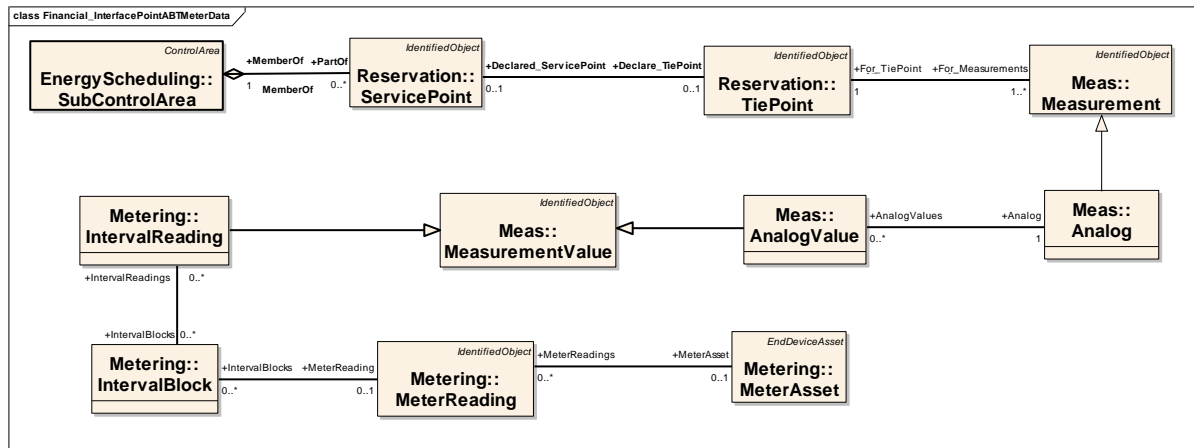 class Financial_InterfacePointABTMeterData
ControlArea
EnergyScheduling::
SubControlArea
+MemberOf
+PartOf
1
MemberOf
0..*
IdentifiedObject
Reservation::
ServicePoint
+Declared_ServicePoint
+Declare_TiePoint
0..1
0..1
IdentifiedObject
Reservation::
TiePoint
+For_TiePoint
+For_Measurements
1
1..*
IdentifiedObject
Meas::
Measurement
Metering::
IntervalReading
IdentifiedObject
Meas::
MeasurementValue
Meas::
AnalogValue
+AnalogValues
+Analog
0..*
1
Meas::
Analog
+IntervalReadings
0..*
+IntervalBlocks
0..*
Metering::
IntervalBlock
+IntervalBlocks
+MeterReading
0..*
0..1
IdentifiedObject
Metering::
MeterReading
+MeterReadings
+MeterAsset
0..*
0..1
EndDeviceAsset
Metering::
MeterAsset